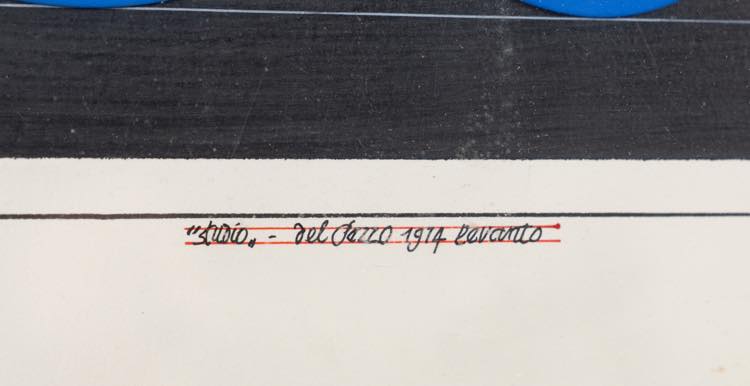 "studio„ - del Pezzo 1974 Levanto